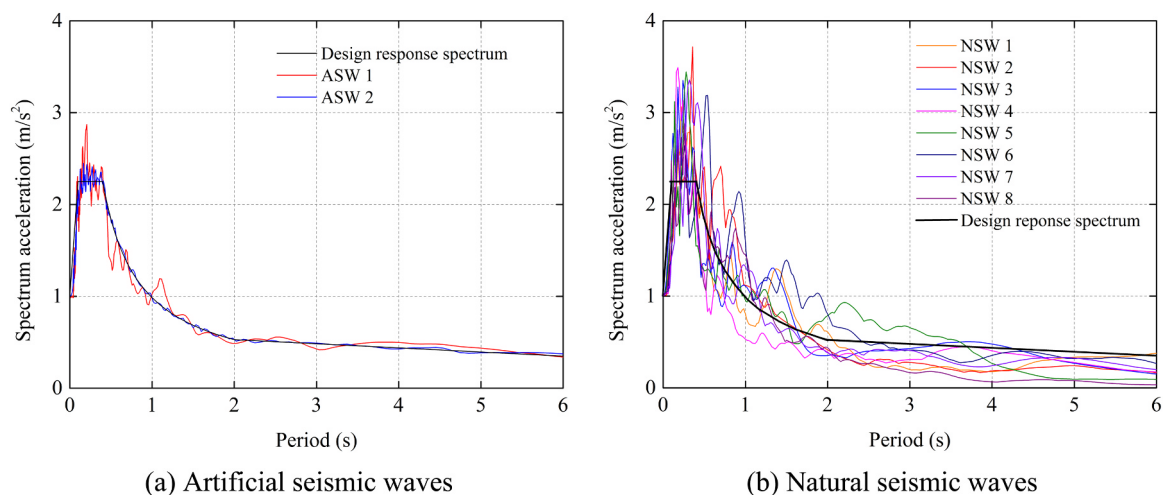 4
3
2
1
0
0 1 2 3 4 5 6
Spectrum acceleration (m/s²)
Period (s)
Design response spectrum
ASW 1
ASW 2
(a) Artificial seismic waves
4
3
2
1
0
0 1 2 3 4 5 6
Spectrum acceleration (m/s²)
Period (s)
NSW 1
NSW 2
NSW 3
NSW 4
NSW 5
NSW 6
NSW 7
NSW 8
Design reponse spectrum
(b) Natural seismic waves